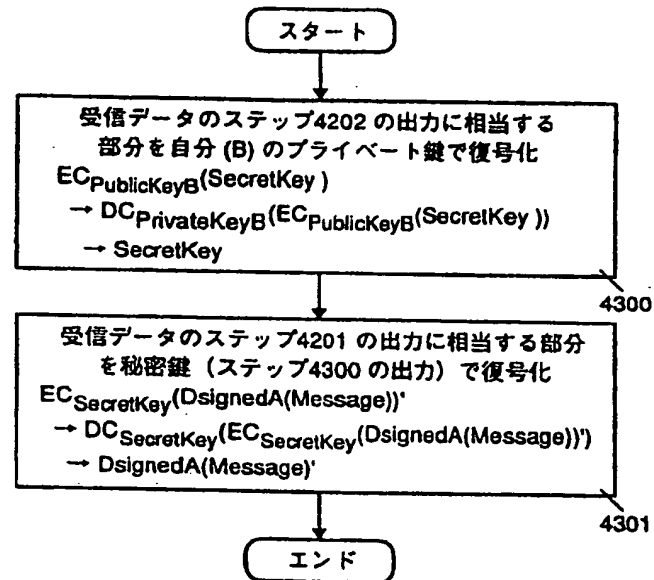 スタート
受信データのステップ4202 の出力に相当する
部分を自分 (B) のプライベート鍵で復号化
ECPublicKeyB(SecretKey )
→ DCPrivateKeyB(ECPublicKeyB(SecretKey ))
→ SecretKey
4300
受信データのステップ4201 の出力に相当する部分
を秘密鍵（ステップ4300 の出力）で復号化
ECSecretKey(DsignedA(Message))'
→ DCSecretKey(ECSecretKey(DsignedA(Message))')
→ DsignedA(Message)'
4301
エンド